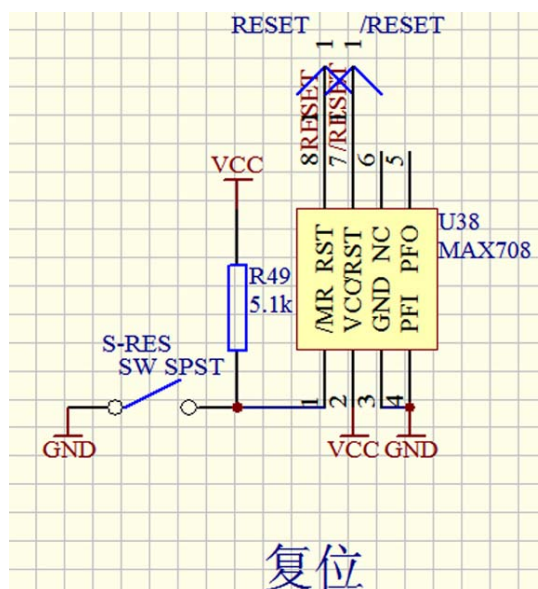 RESET 1 1 /RESET
RESET /RESET
8 7 6 5
VCC
U38
MAX708
/MR RST VCC/RST GND NC PFI PFO
R49
5.1k
S-RES
SW SPST
1 2 3 4
GND VCC GND
复位